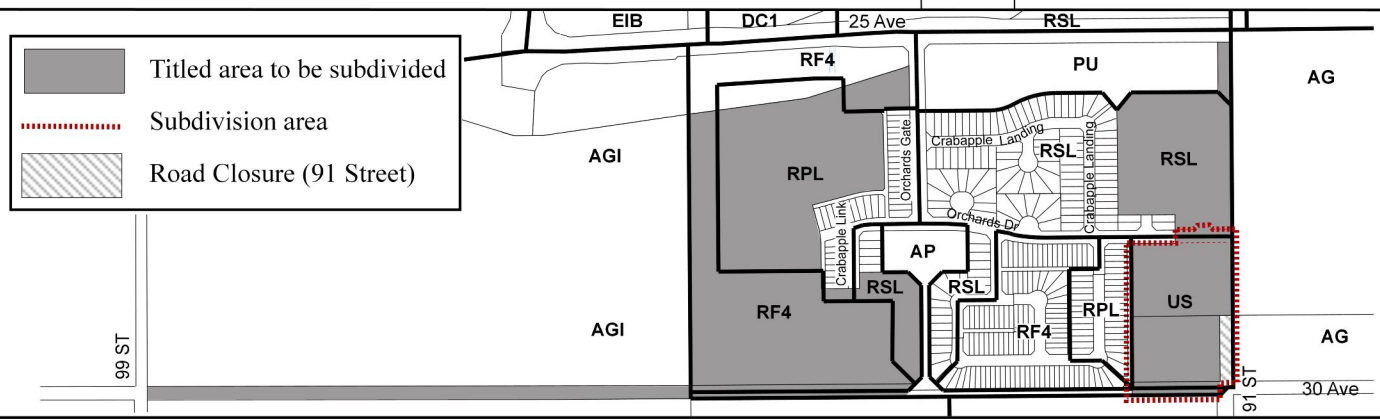 EIB
DC1
25 Ave
RSL
Titled area to be subdivided
Subdivision area
Road Closure (91 Street)
RF4
PU
AG
AGI
RPL
Orchards Gate
Crabapple Landing
RSL
Crabapple Landing
RSL
Crabapple Link
Orchards Dr
AP
RSL
RSL
US
RF4
RPL
RF4
AGI
AG
99 ST
91 ST
30 Ave